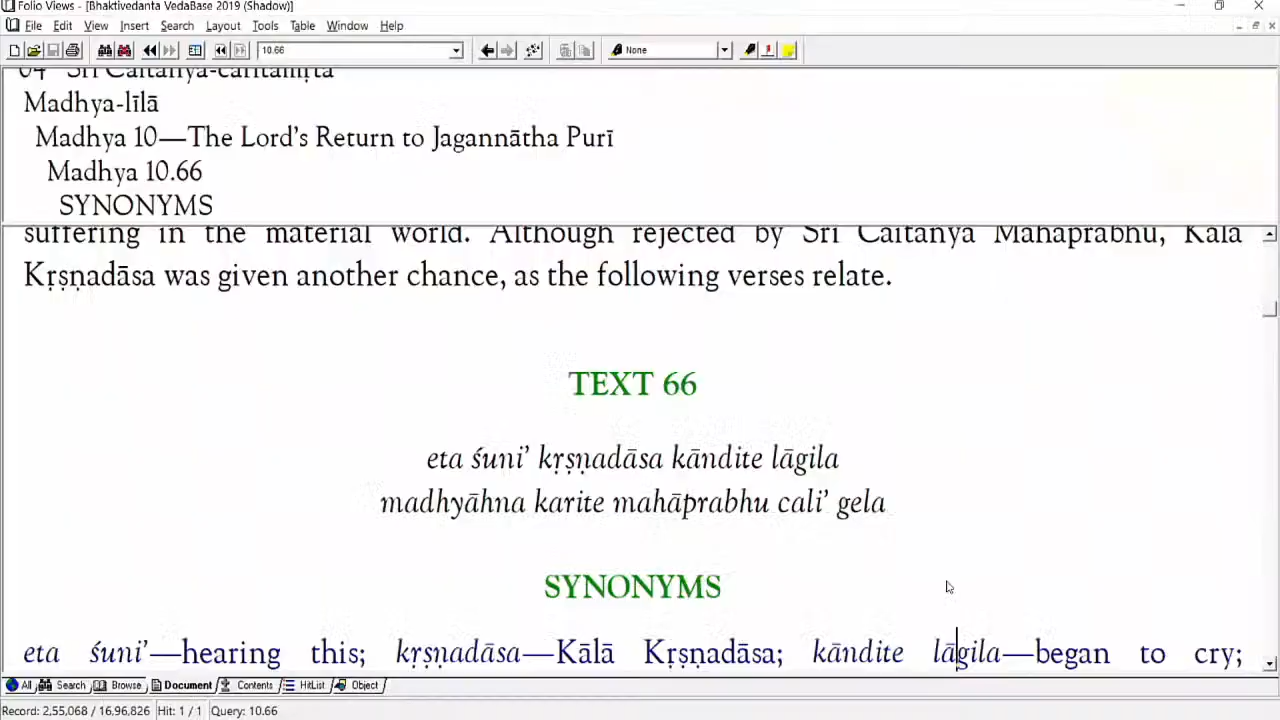 Folio Views - [Bhaktivedanta VedaBase 2019 (Shadow)]
File Edit View Insert Search Layout Tools Table Window Help
10.66 None
04 Śrī Caitanya-caritāmṛta
Madhya-līlā
Madhya 10—The Lord's Return to Jagannātha Purī
Madhya 10.66
SYNONYMS
suffering in the material world. Although rejected by Śrī Caitanya Mahāprabhu, Kālā
Kṛṣṇadāsa was given another chance, as the following verses relate.
TEXT 66
eta śuni' kṛṣṇadāsa kāndite lāgila
madhyāhna karite mahāprabhu cali' gela
SYNONYMS
eta śuni'—hearing this; kṛṣṇadāsa—Kālā Kṛṣṇadāsa; kāndite lāgila—began to cry;
All Search Browse Document Contents HitList Object
Record: 2,55,068 / 16,96,826 Hit: 1 / 1 Query: 10.66